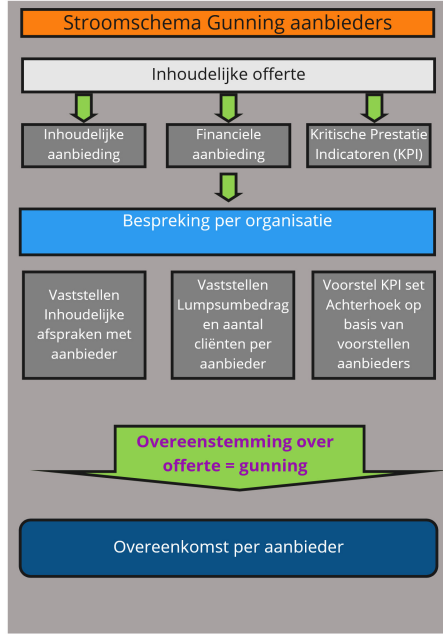 Stroomschema Gunning aanbieders
Inhoudelijke offerte
Inhoudelijke
aanbieding
Financiele
aanbieding
Kritische Prestatie
Indicatoren (KPI)
Bespreking per organisatie
Vaststellen
Inhoudelijke
afspraken met
aanbieder
Vaststellen
Lumpsumbedrag
en aantal
cliënten per
aanbieder
Voorstel KPI set
Achterhoek op
basis van
voorstellen
aanbieders
Overeenstemming over
offerte = gunning
Overeenkomst per aanbieder